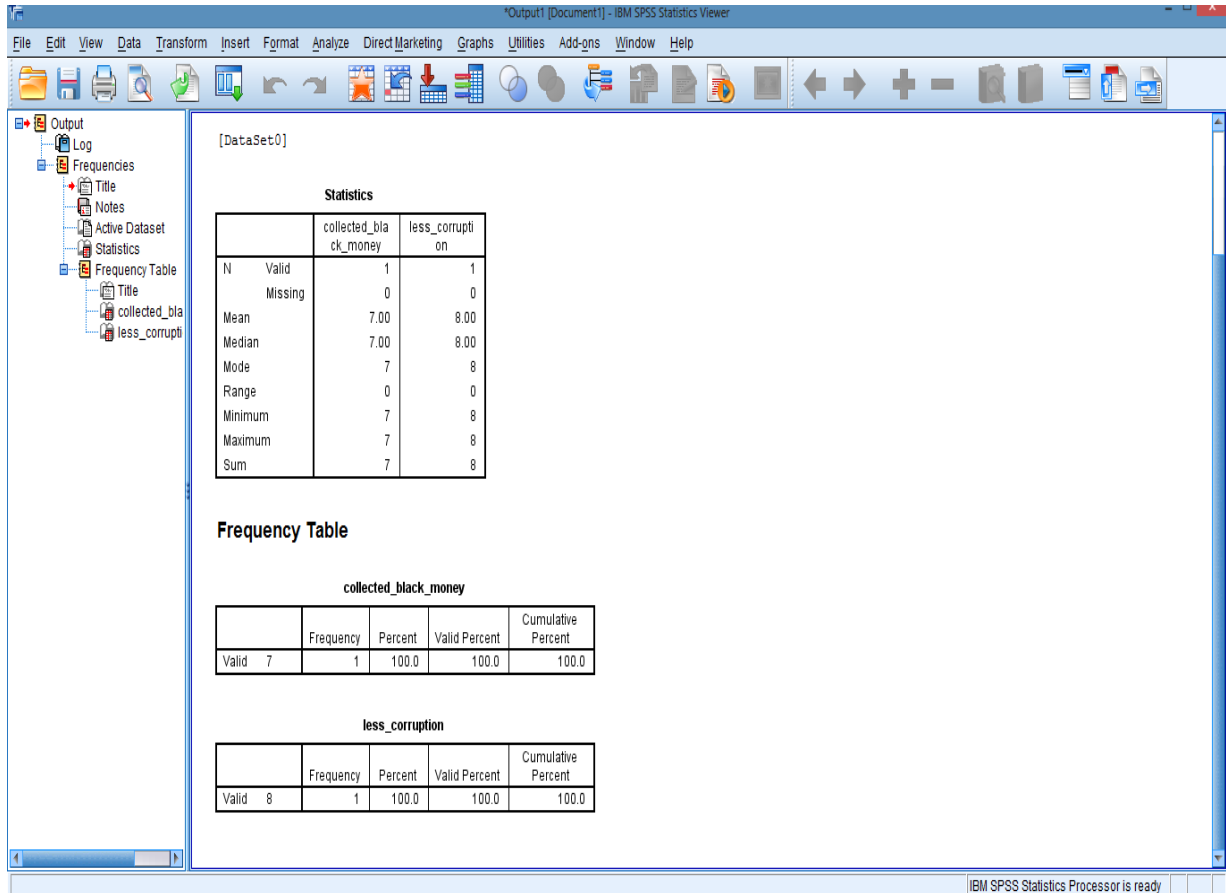 *Output1 [Document1] - IBM SPSS Statistics Viewer
File Edit View Data Transform Insert Format Analyze Direct Marketing Graphs Utilities Add-ons Window Help
Output
Log
Frequencies
Title
Notes
Active Dataset
Statistics
Frequency Table
Title
collected_bla
less_corrupti
[DataSet0]
Statistics
collected_bla
ck_money
less_corrupti
on
N Valid 1 1
Missing 0 0
Mean 7.00 8.00
Median 7.00 8.00
Mode 7 8
Range 0 0
Minimum 7 8
Maximum 7 8
Sum 7 8
Frequency Table
collected_black_money
Frequency Percent Valid Percent Cumulative
Percent
Valid 7 1 100.0 100.0 100.0
less_corruption
Frequency Percent Valid Percent Cumulative
Percent
Valid 8 1 100.0 100.0 100.0
IBM SPSS Statistics Processor is ready